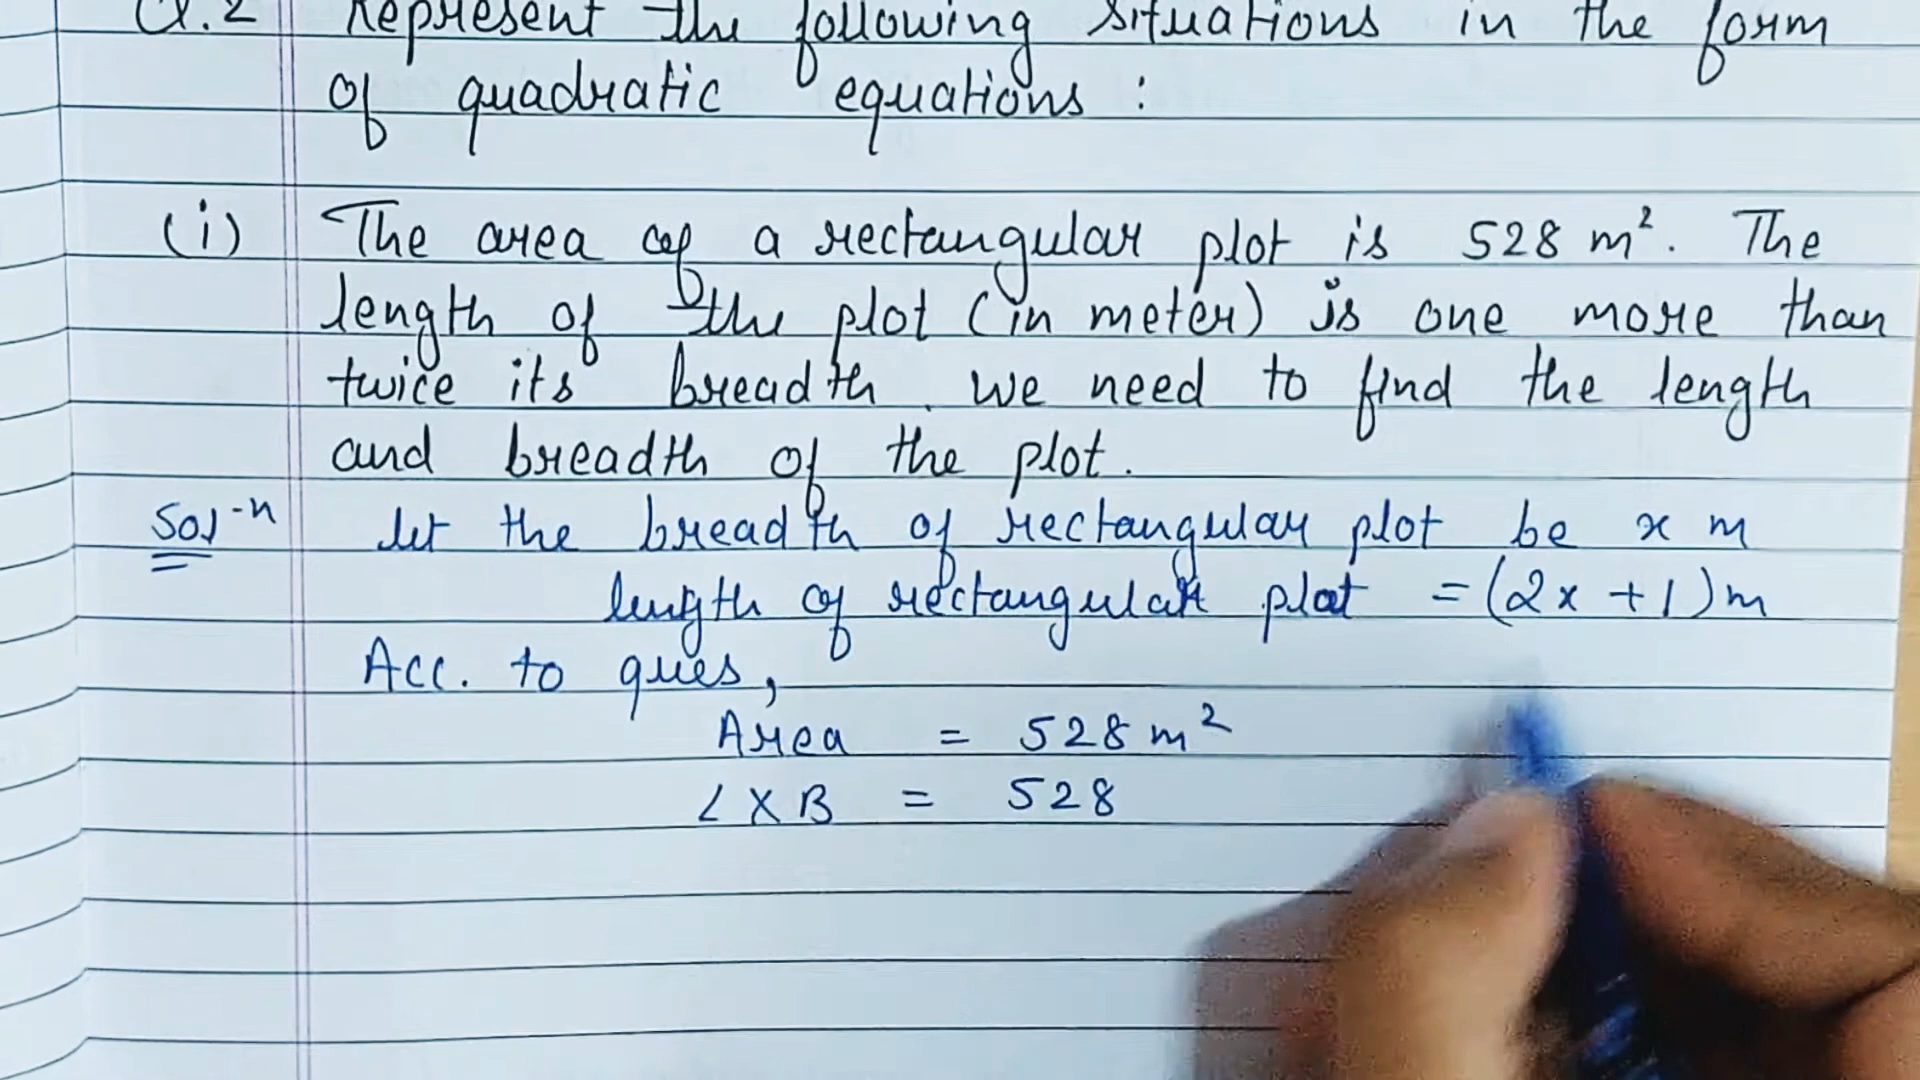 Q.2 Represent the following situations in the form
of quadratic equations :
(i) The area of a rectangular plot is 528 m². The
length of the plot (in meter) is one more than
twice its breadth. We need to find the length
and breadth of the plot.
Sol-n let the breadth of rectangular plot be x m
length of rectangular plot = (2x + 1) m
Acc. to ques,
Area = 528 m²
L X B = 528